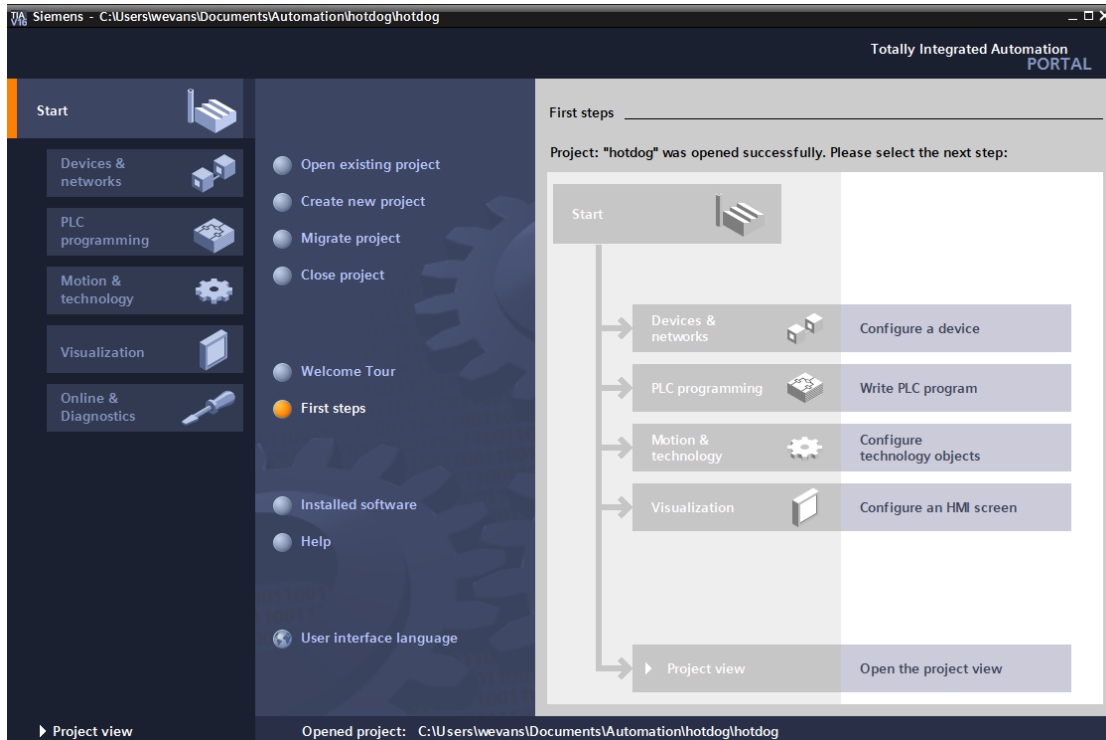 TIA
V16
Siemens - C:\Users\wevans\Documents\Automation\hotdog\hotdog
Totally Integrated Automation
PORTAL
Start
Devices &
networks
PLC
programming
Motion &
technology
Visualization
Online &
Diagnostics
Project view
Open existing project
Create new project
Migrate project
Close project
Welcome Tour
First steps
Installed software
Help
User interface language
First steps
Project: "hotdog" was opened successfully. Please select the next step:
Start
Devices &
networks
Configure a device
PLC programming
Write PLC program
Motion &
technology
Configure
technology objects
Visualization
Configure an HMI screen
Project view
Open the project view
Opened project: C:\Users\wevans\Documents\Automation\hotdog\hotdog